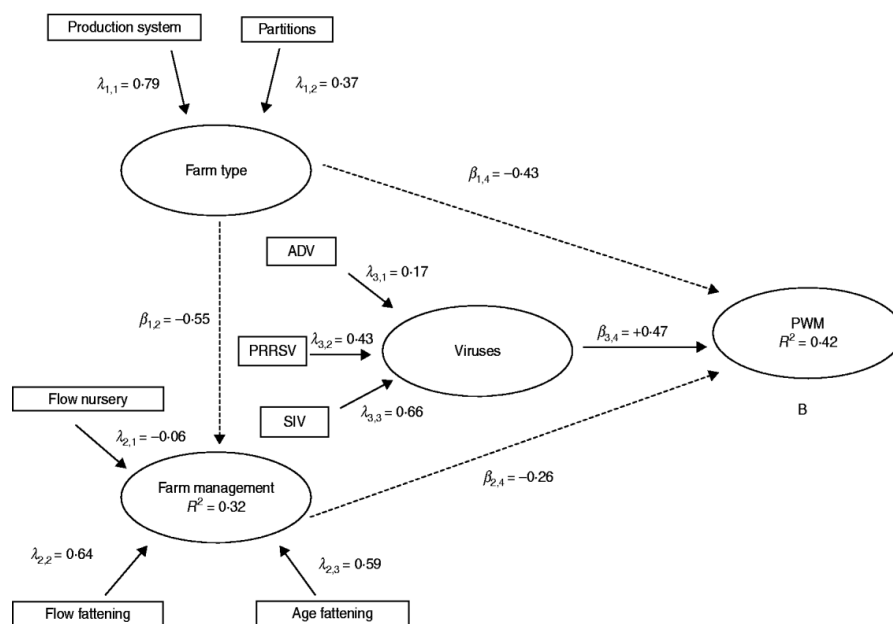 Production system
Partitions
λ1,1 = 0·79
λ1,2 = 0·37
Farm type
β1,4 = −0·43
ADV
λ3,1 = 0·17
β1,2 = −0·55
PRRSV
λ3,2 = 0·43
Viruses
β3,4 = +0·47
PWM
R² = 0·42
B
Flow nursery
SIV
λ3,3 = 0·66
λ2,1 = −0·06
Farm management
R² = 0·32
β2,4 = −0·26
λ2,2 = 0·64
λ2,3 = 0·59
Flow fattening
Age fattening